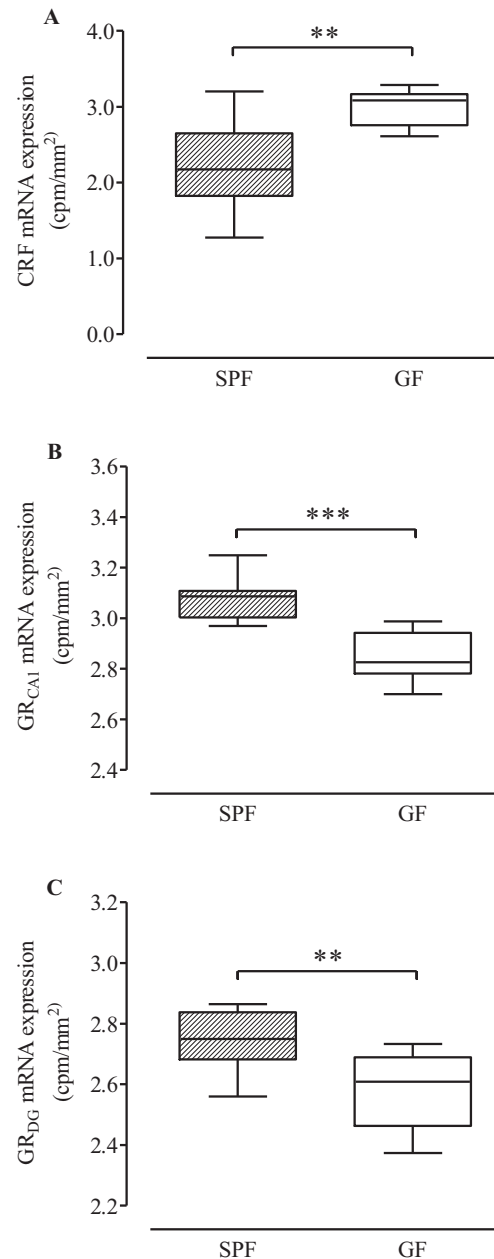 A
**
CRF mRNA expression
(cpm/mm²)
4.0
3.0
2.0
1.0
0.0
SPF GF
B
***
GR_CA1 mRNA expression
(cpm/mm²)
3.6
3.4
3.2
3.0
2.8
2.6
2.4
SPF GF
C
**
GR_DG mRNA expression
(cpm/mm²)
3.2
3.0
2.8
2.6
2.4
2.2
SPF GF